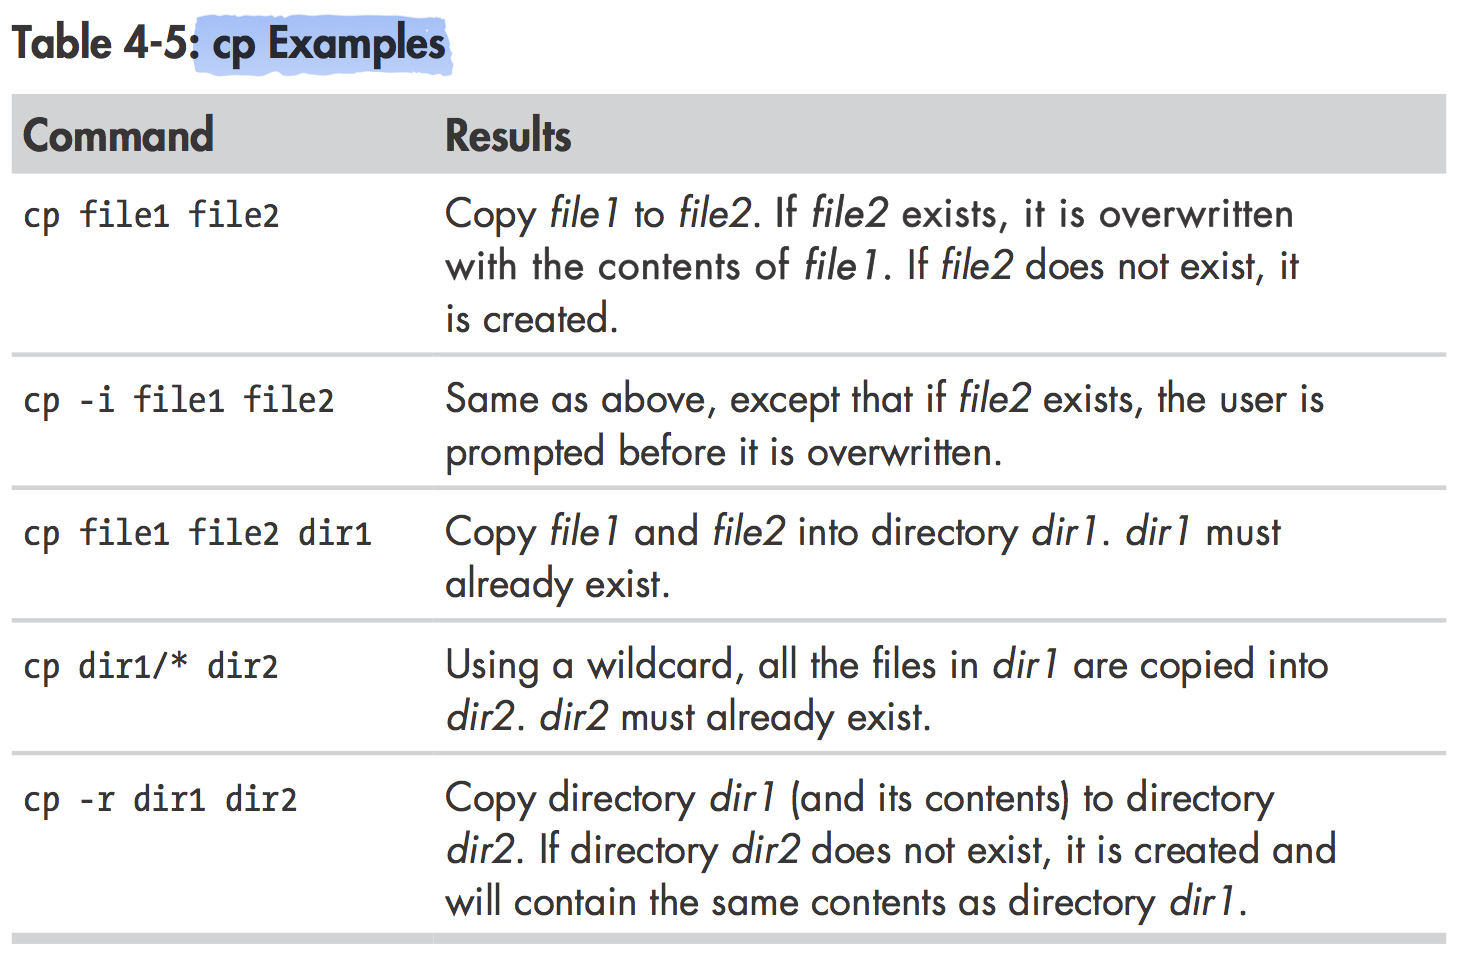 Table 4-5: cp Examples
Command Results
cp file1 file2 Copy file1 to file2. If file2 exists, it is overwritten
with the contents of file1. If file2 does not exist, it
is created.
cp -i file1 file2 Same as above, except that if file2 exists, the user is
prompted before it is overwritten.
cp file1 file2 dir1 Copy file1 and file2 into directory dir1. dir1 must
already exist.
cp dir1/* dir2 Using a wildcard, all the files in dir1 are copied into
dir2. dir2 must already exist.
cp -r dir1 dir2 Copy directory dir1 (and its contents) to directory
dir2. If directory dir2 does not exist, it is created and
will contain the same contents as directory dir1.